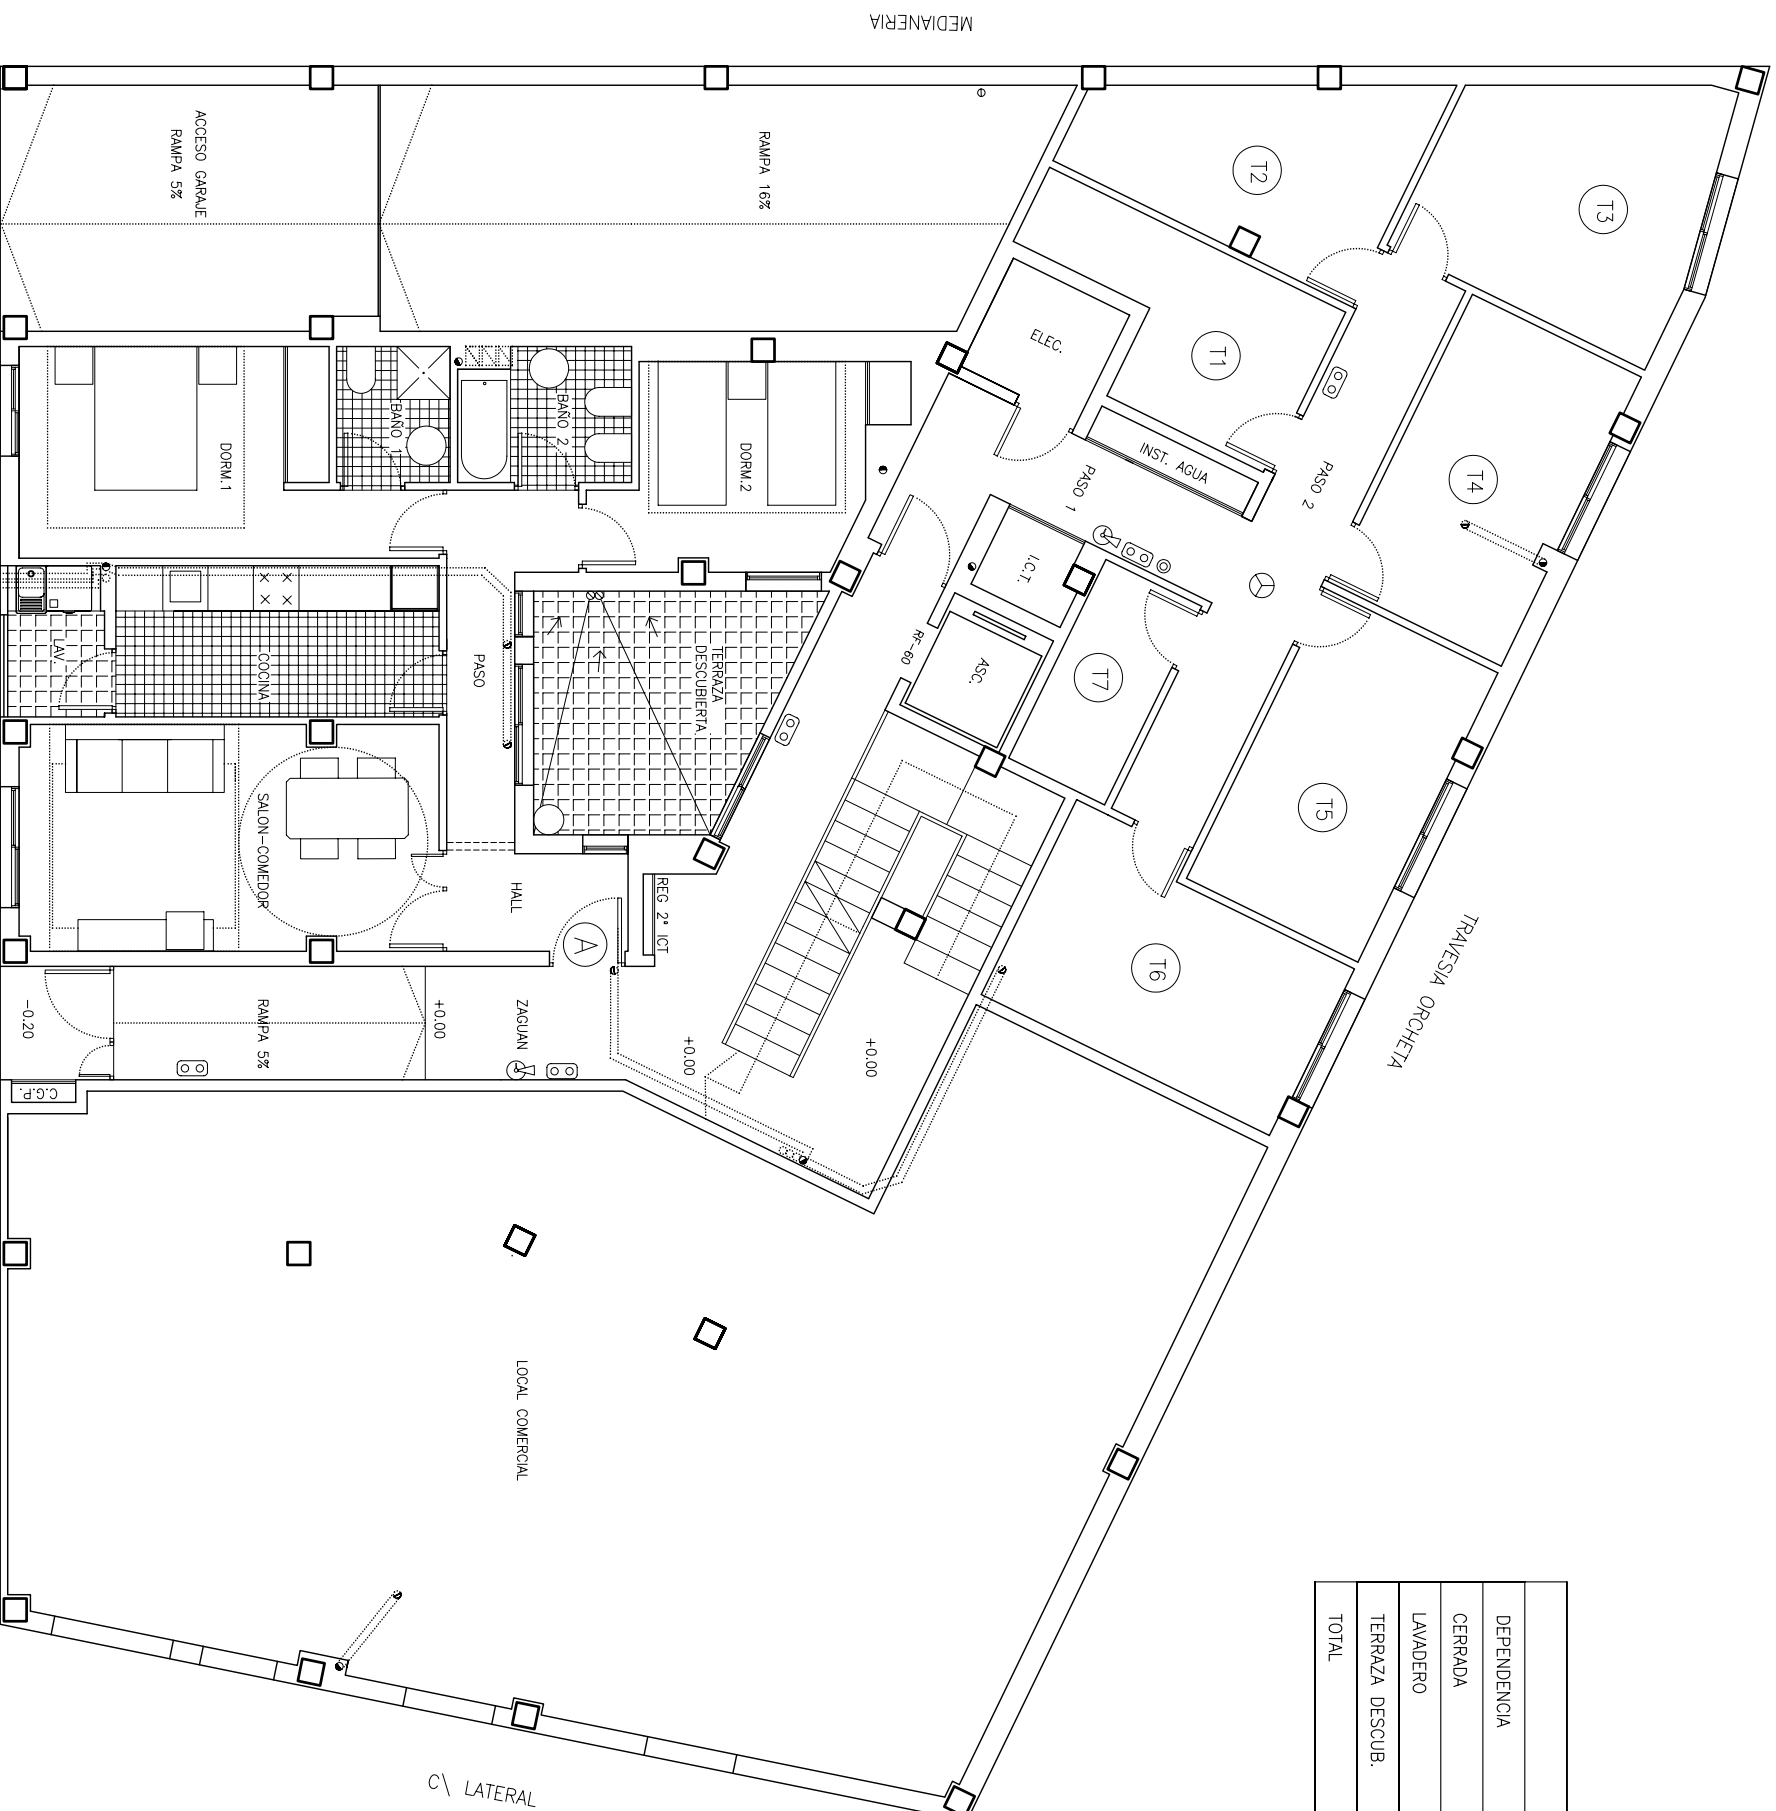 MEDIANERIA
ACCESO GARAJE
RAMPA 5%
RAMPA 16%
T2
T3
ELEC.
T1
INST. AGUA
PASO 1
PASO 2
T4
DORM.1
BAÑO 1
BAÑO 2
DORM.2
I.C.T.
RF-60
ASC.
T7
T5
LAV.
COCINA
PASO
TERRAZA
DESCUBIERTA
SALON-COMEDOR
HALL
REG 2ª ICT
A
T6
TRAVESIA ORCHETA
-0.20
RAMPA 5%
+0.00
ZAGUAN
+0.00
+0.00
C.G.P.
LOCAL COMERCIAL
C\ LATERAL
DEPENDENCIA
CERRADA
LAVADERO
TERRAZA DESCUB.
TOTAL